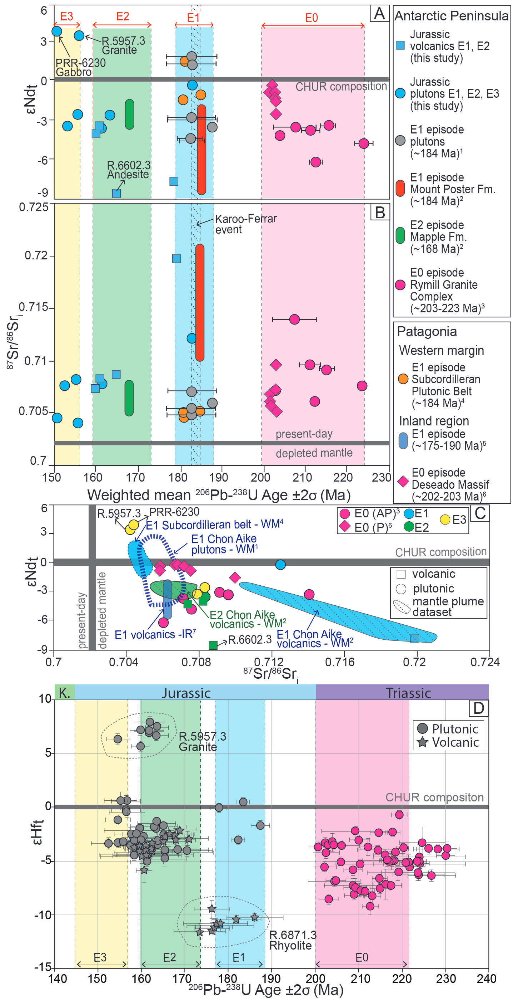 6
3
0
-3
-6
-9
εNdt
E3
E2
E1
E0
A
R.5957.3
Granite
PRR-6230
Gabbro
CHUR composition
R.6602.3
Andesite
0.725
0.72
0.715
0.71
0.705
0.7
87Sr/86Sri
B
Karoo-Ferrar
event
present-day
depleted mantle
150
160
170
180
190
200
210
220
230
Weighted mean 206Pb-238U Age ±2σ (Ma)
Antarctic Peninsula
Jurassic
volcanics E1, E2
(this study)
Jurassic
plutons E1, E2, E3
(this study)
E1 episode
plutons
(~184 Ma)1
E1 episode
Mount Poster Fm.
(~184 Ma)2
E2 episode
Mapple Fm.
(~168 Ma)2
E0 episode
Rymill Granite
Complex
(~203-223 Ma)3
Patagonia
Western margin
E1 episode
Subcordilleran
Plutonic Belt
(~184 Ma)4
Inland region
E1 episode
(~175-190 Ma)5
E0 episode
Deseado Massif
(~202-203 Ma)6
6
3
0
-3
-6
-9
εNdt
R.5957.3
PRR-6230
E1 Subcordilleran belt - WM4
E1 Chon Aike
plutons - WM1
E0 (AP)3
E1
E3
E0 (P)6
E2
C
CHUR composition
volcanic
plutonic
mantle plume
dataset
present-day
depleted mantle
E2 Chon Aike
volcanics - WM2
E1 volcanics -IR7
R.6602.3
E1 Chon Aike
volcanics - WM2
0.7
0.704
0.708
0.712
0.716
0.72
0.724
87Sr/86Sri
K.
Jurassic
Triassic
10
5
0
-5
-10
-15
εHft
D
Plutonic
Volcanic
R.5957.3
Granite
CHUR compositon
R.6871.3
Rhyolite
E3
E2
E1
E0
140
150
160
170
180
190
200
210
220
230
240
206Pb-238U Age ±2σ (Ma)